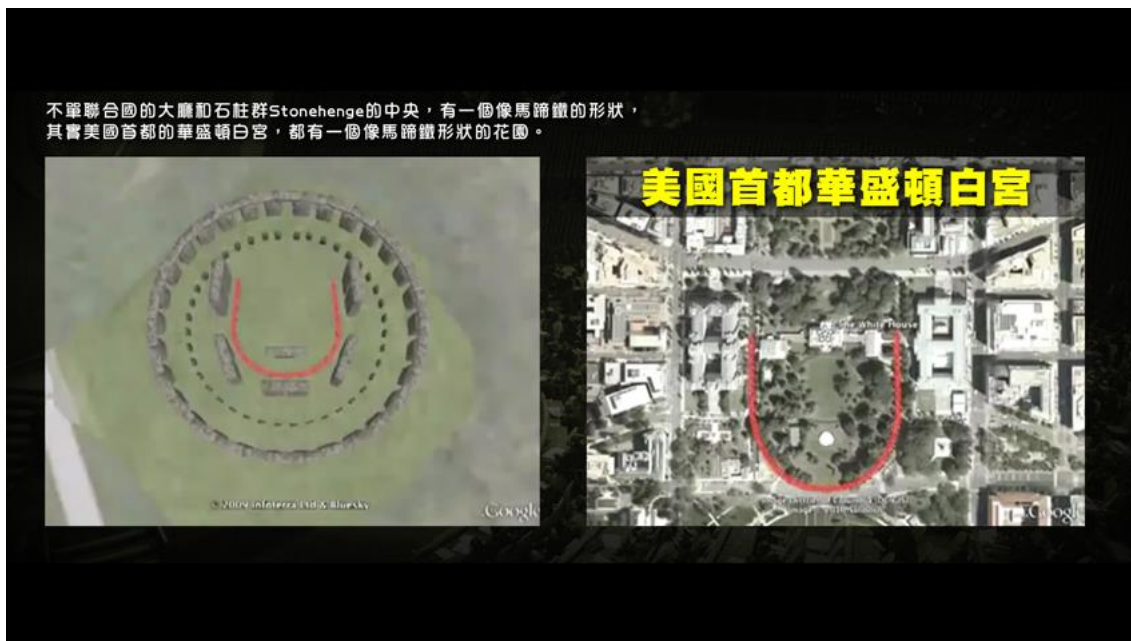 不單聯合國的大廳和石柱群Stonehenge的中央，有一個像馬蹄鐵的形狀，
其實美國首都的華盛頓白宮，都有一個像馬蹄鐵形狀的花園。
美國首都華盛頓白宮
The White House
© 2009 Infoterra Ltd & Bluesky
Google
Google